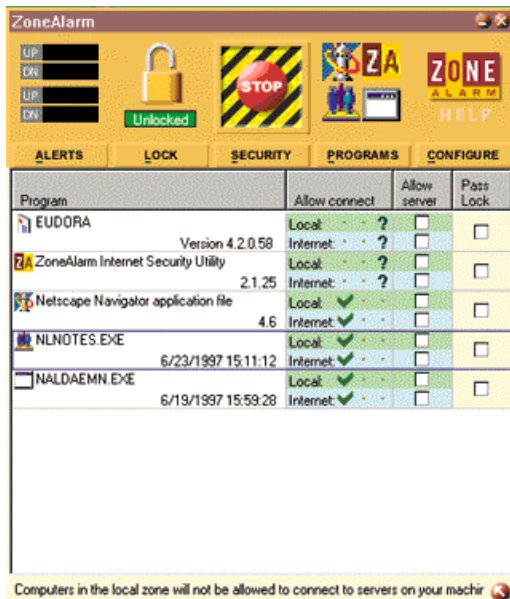 ZoneAlarm
UP
DN
UP
DN
Unlocked
STOP
ZA
ZONE
ALARM
HELP
ALERTS LOCK SECURITY PROGRAMS CONFIGURE
Program Allow connect Allow server Pass Lock
EUDORA Local: ?
Version 4.2.0.58 Internet: ?
ZA ZoneAlarm Internet Security Utility Local: ?
2.1.25 Internet: ?
Netscape Navigator application file Local:
4.6 Internet:
NLNOTES.EXE Local:
6/23/1997 15:11:12 Internet:
NALDAEMN.EXE Local:
6/19/1997 15:59:28 Internet:
Computers in the local zone will not be allowed to connect to servers on your machir